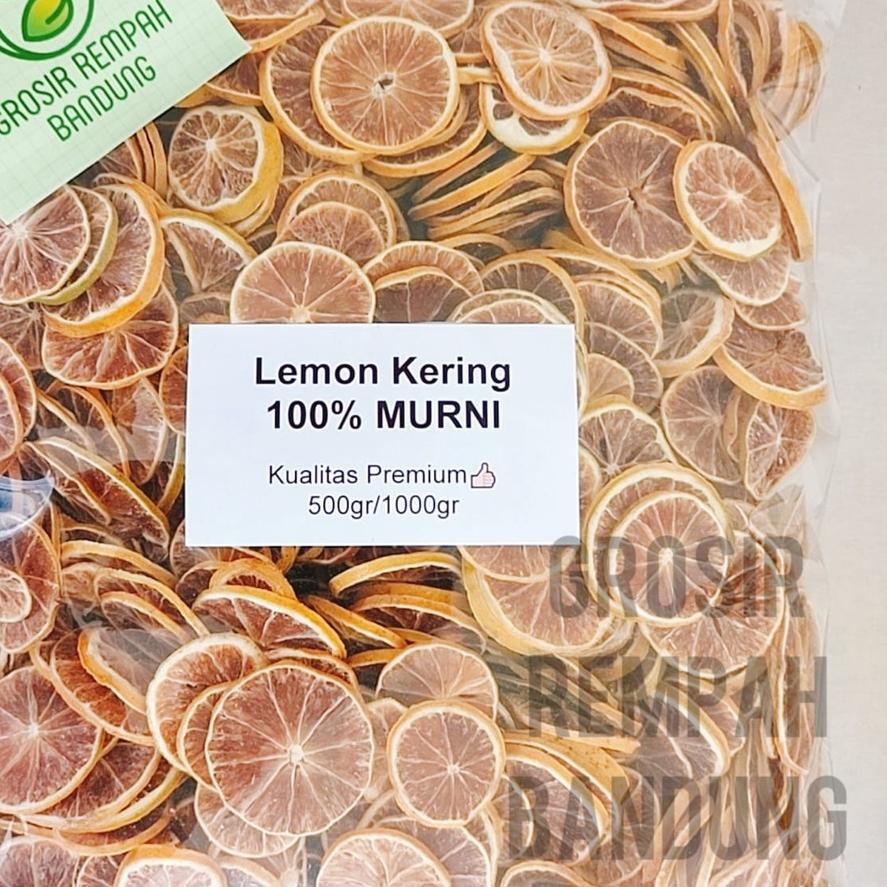 GROSIR REMPAH
BANDUNG
Lemon Kering
100% MURNI
Kualitas Premium👍
500gr/1000gr
GROSIR
REMPAH
BANDUNG